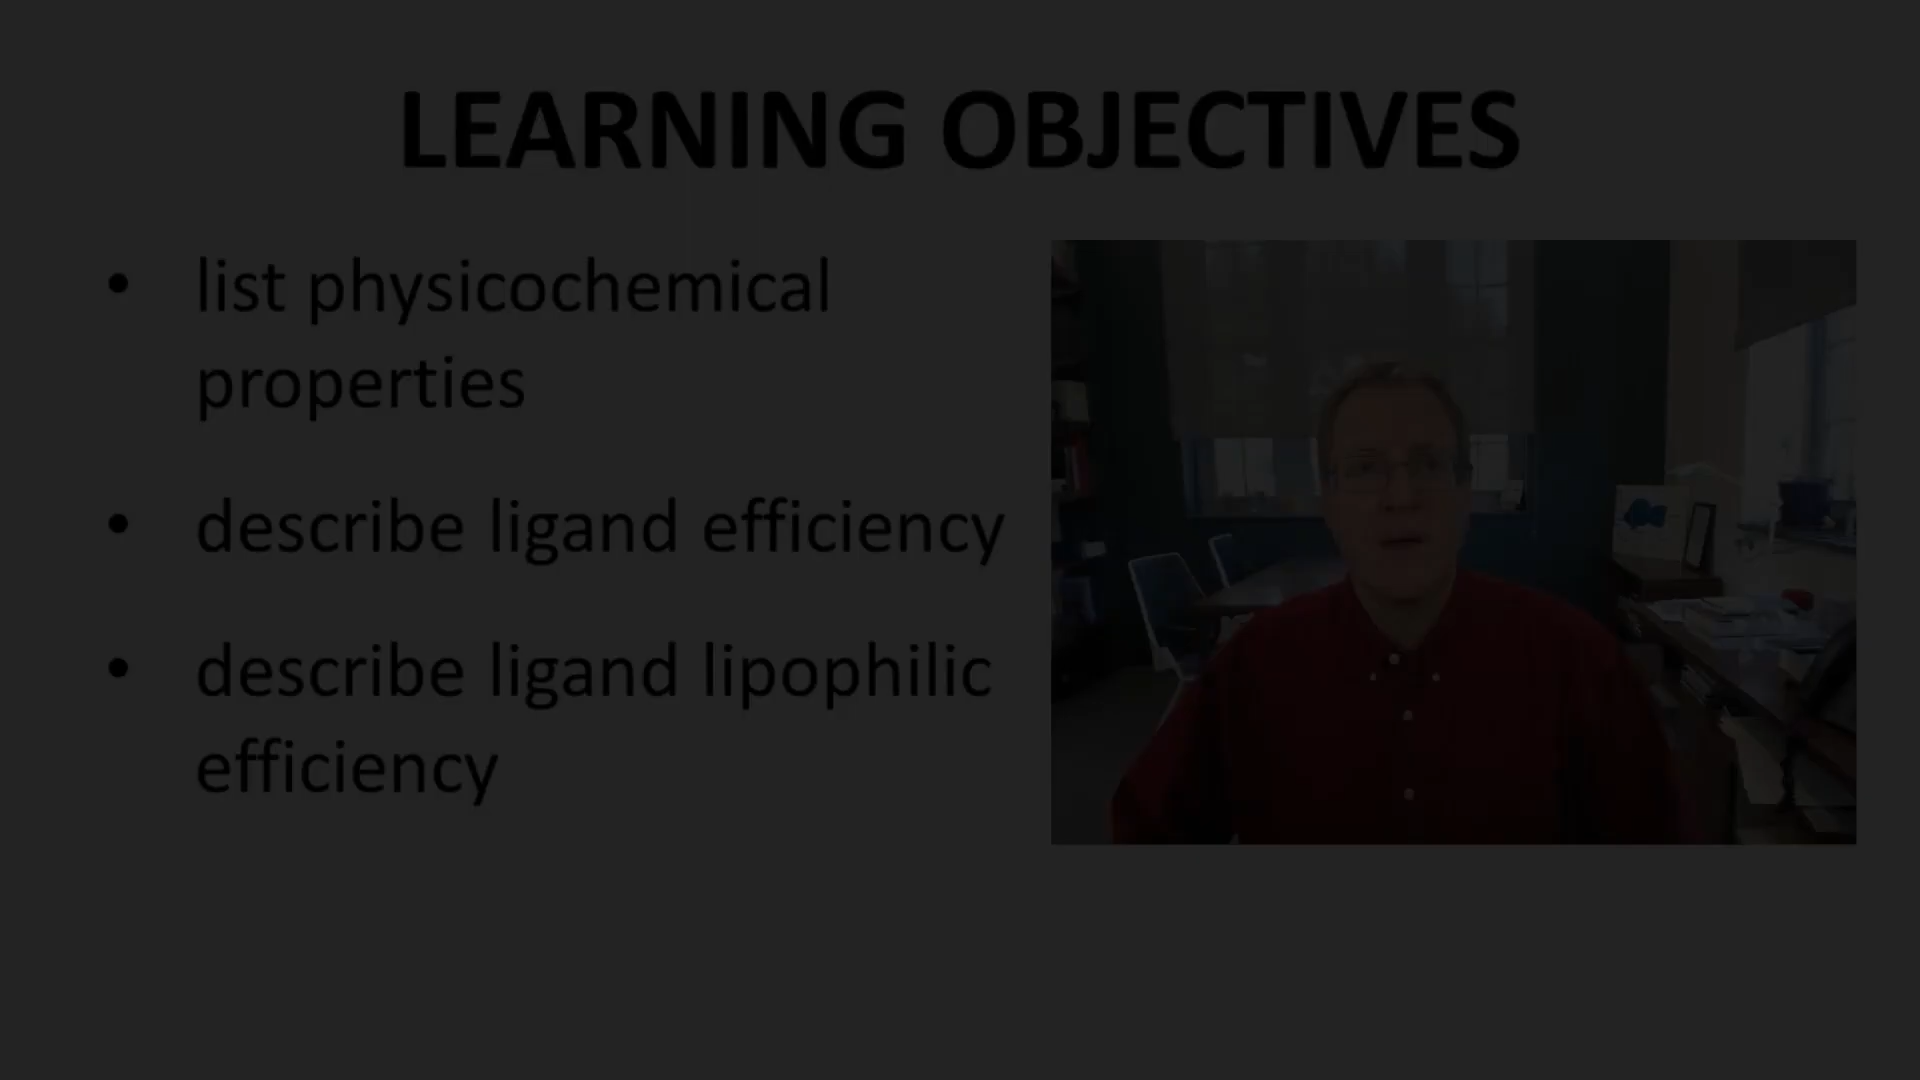 LEARNING OBJECTIVES
• list physicochemical
properties
• describe ligand efficiency
• describe ligand lipophilic
efficiency